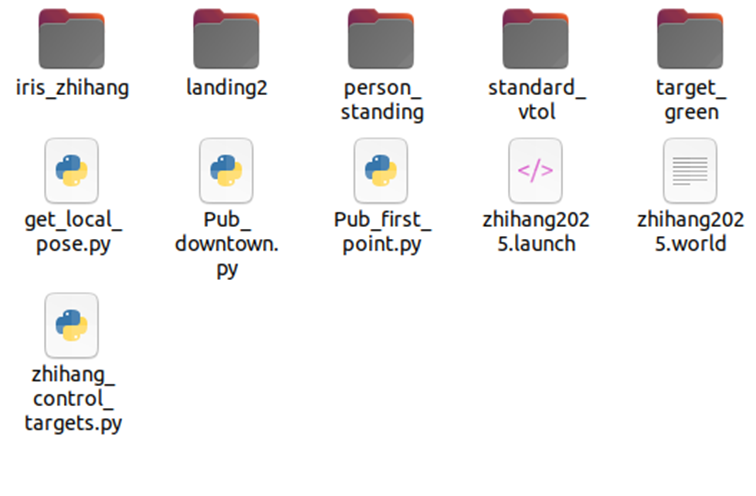 iris_zhihang
landing2
person_
standing
standard_
vtol
target_
green
get_local_
pose.py
Pub_
downtown.
py
Pub_first_
point.py
</>
zhihang202
5.launch
zhihang202
5.world
zhihang_
control_
targets.py